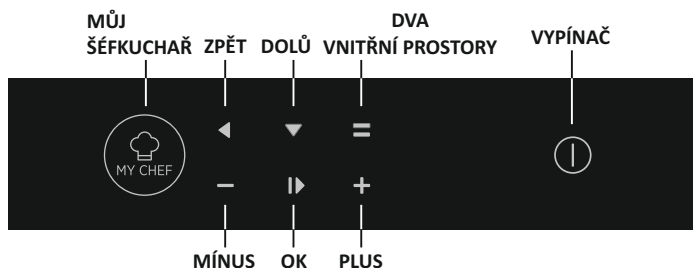 MŮJ
ŠÉFKUCHAŘ
ZPĚT
DOLŮ
DVA
VNITŘNÍ PROSTORY
VYPÍNAČ
MY CHEF
MÍNUS
OK
PLUS